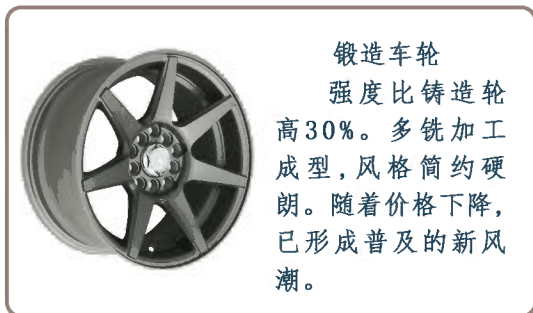 锻造车轮
强度比铸造轮
高30%。多铣加工
成型,风格简约硬
朗。随着价格下降,
已形成普及的新风
潮。